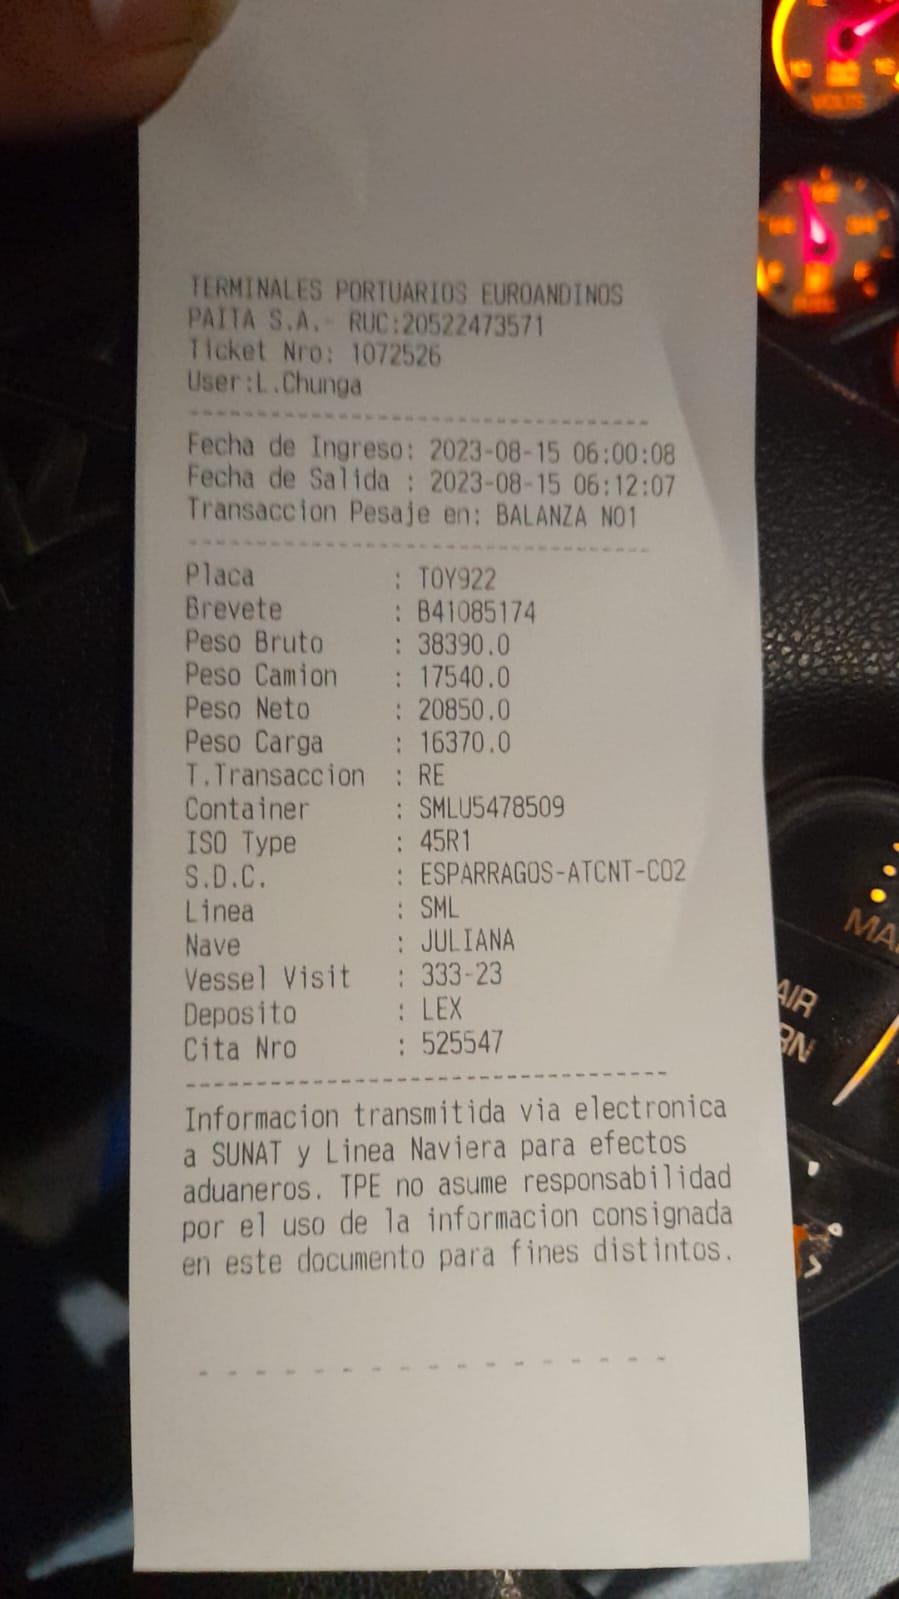 TERMINALES PORTUARIOS EUROANDINOS
PAITA S.A.- RUC:20522473571
Ticket Nro: 1072526
User:L.Chunga
--------------------------------
Fecha de Ingreso: 2023-08-15 06:00:08
Fecha de Salida : 2023-08-15 06:12:07
Transaccion Pesaje en: BALANZA N01
--------------------------------
Placa : T0Y922
Brevete : B41085174
Peso Bruto : 38390.0
Peso Camion : 17540.0
Peso Neto : 20850.0
Peso Carga : 16370.0
T.Transaccion : RE
Container : SMLU5478509
ISO Type : 45R1
S.D.C. : ESPARRAGOS-ATCNT-CO2
Linea : SML
Nave : JULIANA
Vessel Visit : 333-23
Deposito : LEX
Cita Nro : 525547
--------------------------------
Informacion transmitida via electronica
a SUNAT y Linea Naviera para efectos
aduaneros. TPE no asume responsabilidad
por el uso de la informacion consignada
en este documento para fines distintos.
- - - - - - - - - - - - - - - - -
VOLTS
AIR